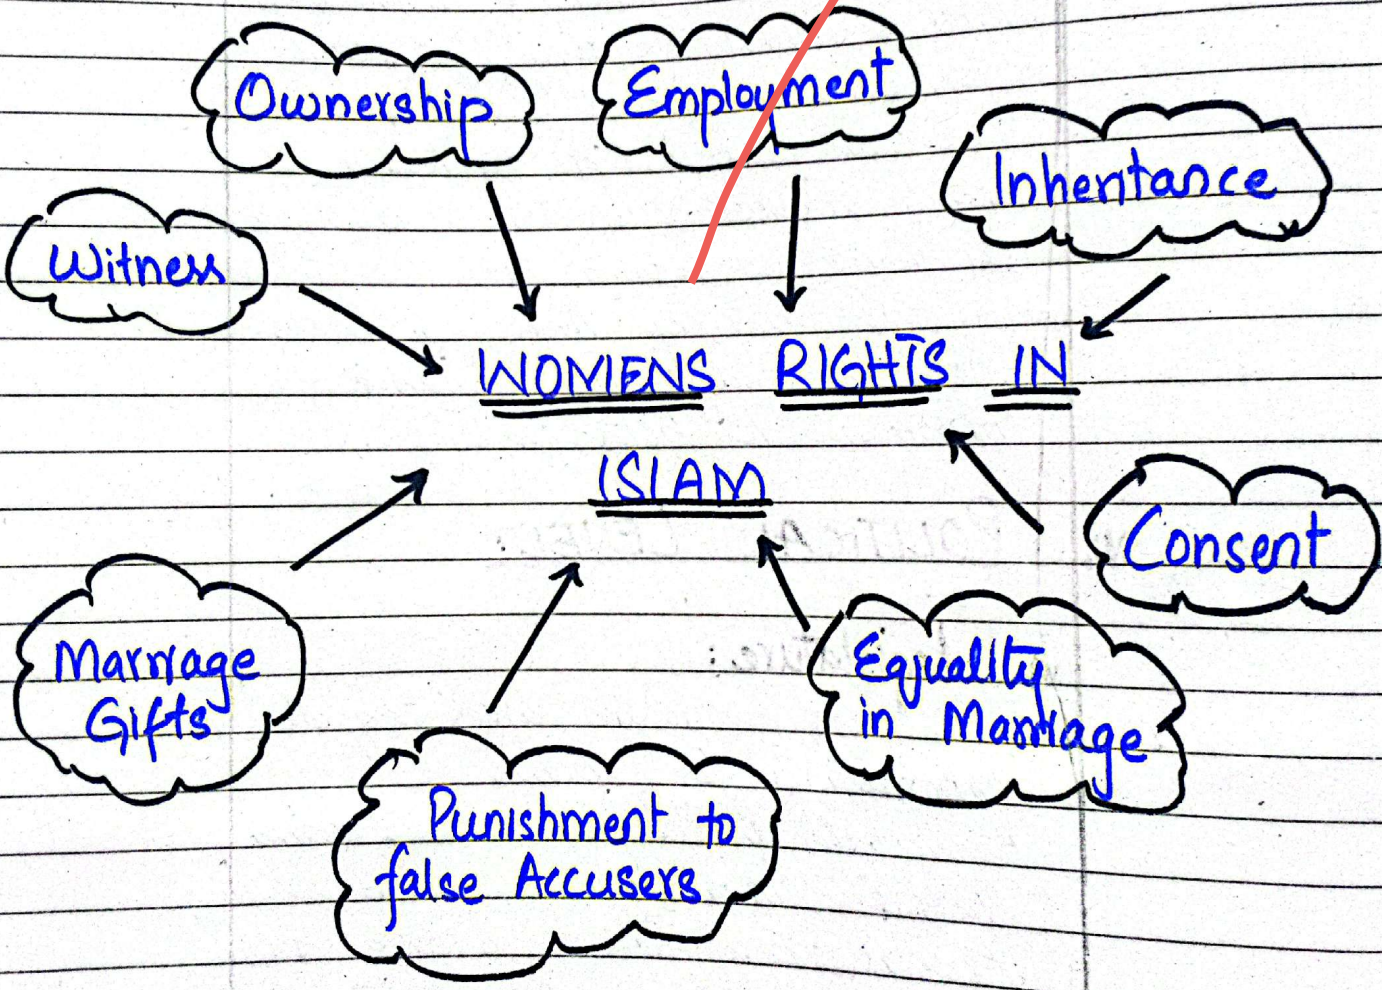 Ownership
Employment
Inheritance
Witness
WOMENS RIGHTS IN
ISLAM
Consent
Marriage
Gifts
Equality
in Marriage
Punishment to
false Accusers